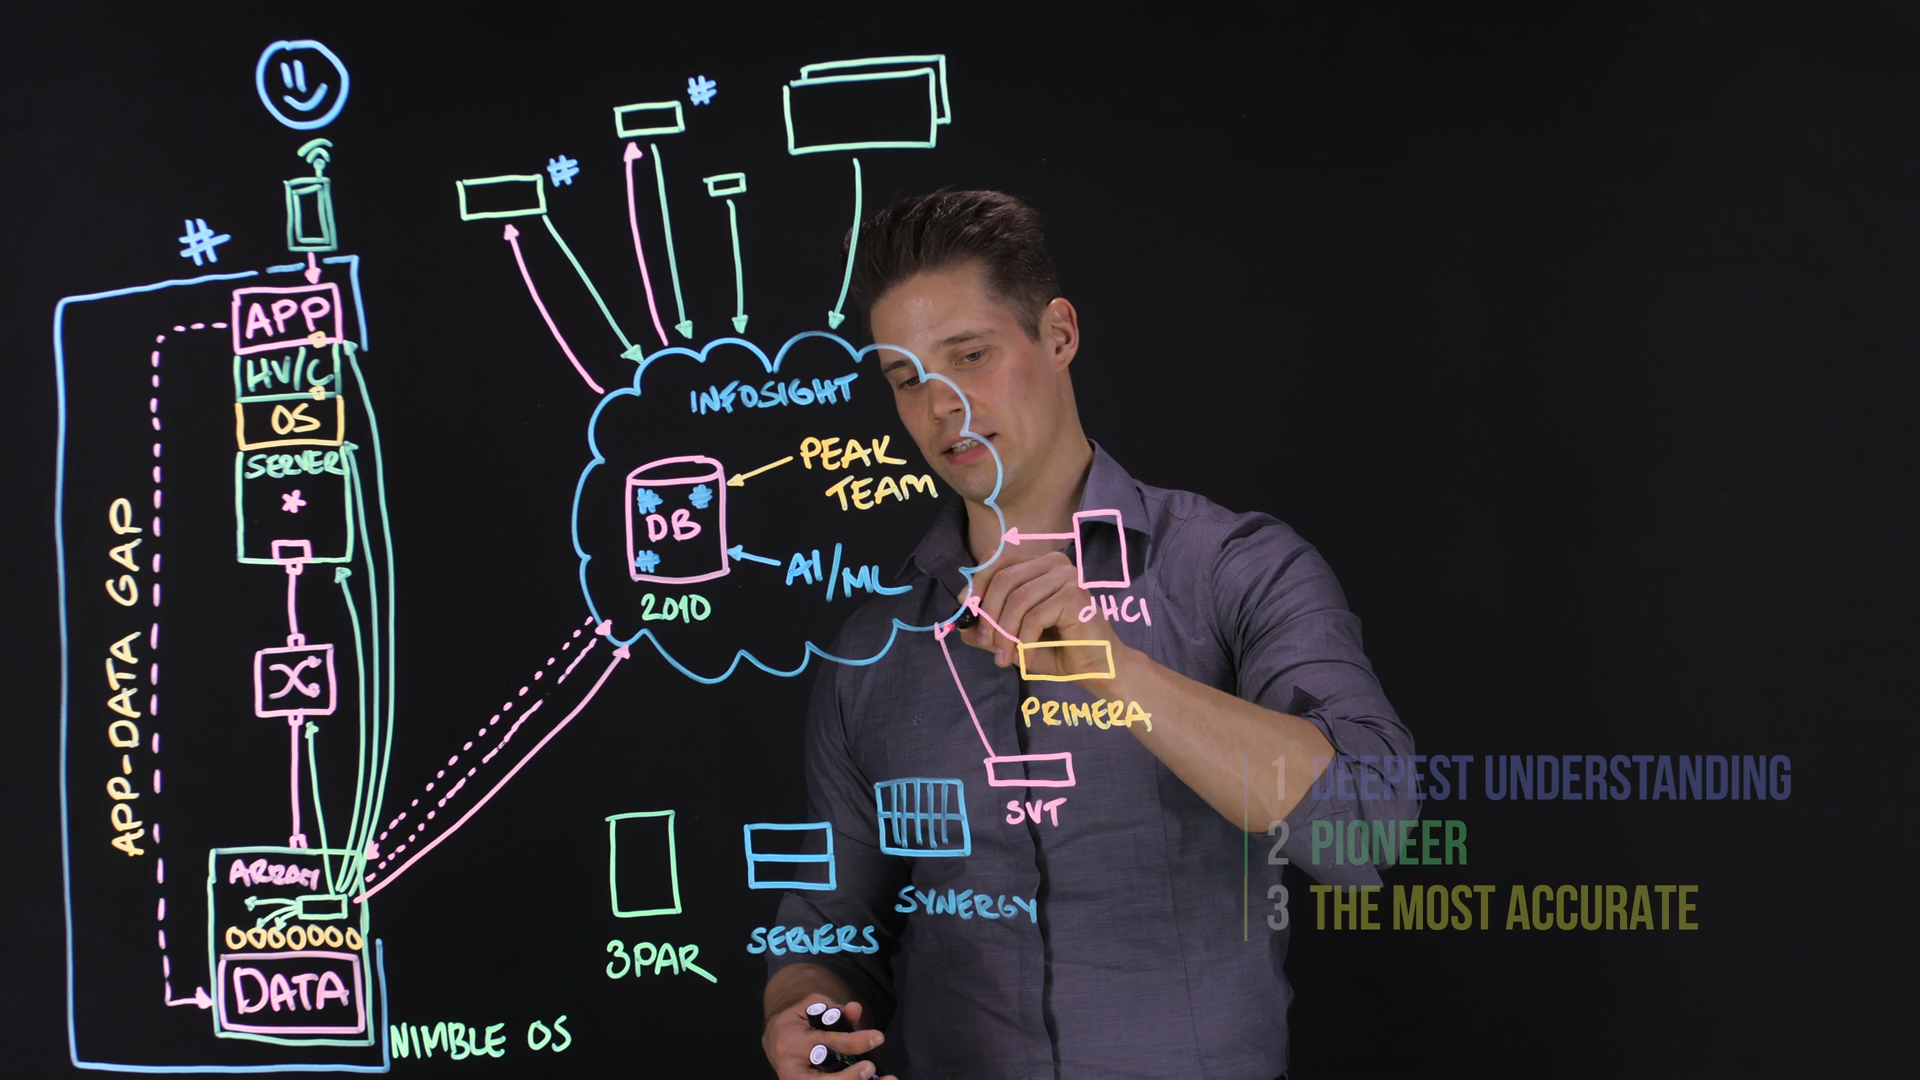 #
APP
HV/C
OS
SERVER
*
APP-DATA GAP
ARRAY
DATA
NIMBLE OS
#
#
INFOSIGHT
PEAK
TEAM
#
#
DB
#
AI/ML
2010
dHCI
PRIMERA
SVT
SYNERGY
SERVERS
3PAR
1 DEEPEST UNDERSTANDING
2 PIONEER
3 THE MOST ACCURATE